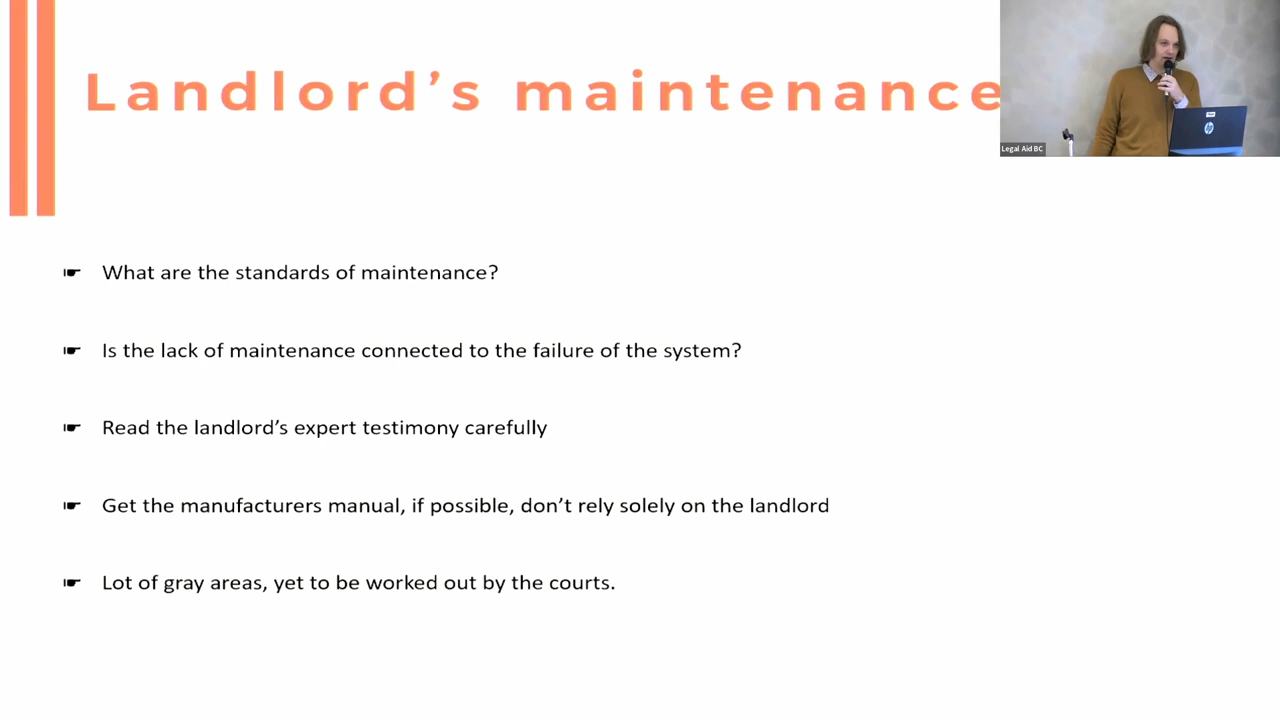 Landlord’s maintenance
Legal Aid BC
hp
What are the standards of maintenance?
Is the lack of maintenance connected to the failure of the system?
Read the landlord’s expert testimony carefully
Get the manufacturers manual, if possible, don’t rely solely on the landlord
Lot of gray areas, yet to be worked out by the courts.